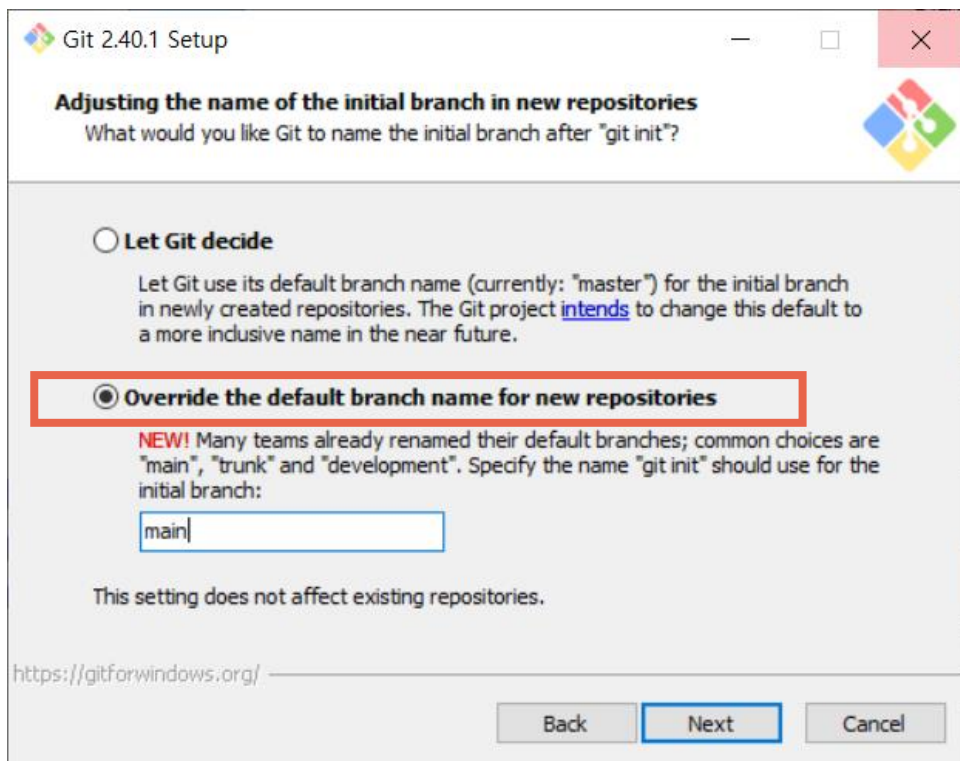 Git 2.40.1 Setup
Adjusting the name of the initial branch in new repositories
What would you like Git to name the initial branch after "git init"?
Let Git decide
Let Git use its default branch name (currently: "master") for the initial branch
in newly created repositories. The Git project intends to change this default to
a more inclusive name in the near future.
Override the default branch name for new repositories
NEW! Many teams already renamed their default branches; common choices are
"main", "trunk" and "development". Specify the name "git init" should use for the
initial branch:
main
This setting does not affect existing repositories.
https://gitforwindows.org/
Back Next Cancel